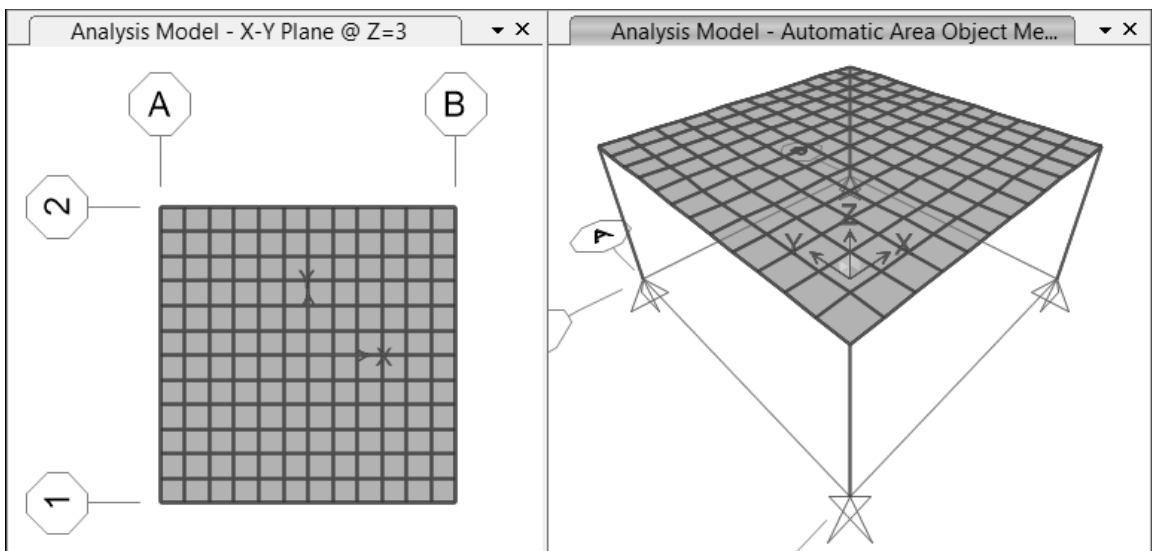 Analysis Model - X-Y Plane @ Z=3
Analysis Model - Automatic Area Object Me...
A
B
2
1
Y
X
Z
Y
X